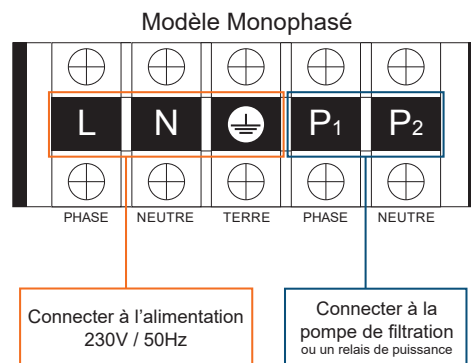 Modèle Monophasé
L N P1 P2
PHASE NEUTRE TERRE PHASE NEUTRE
Connecter à l'alimentation
230V / 50Hz
Connecter à la
pompe de filtration
ou un relais de puissance